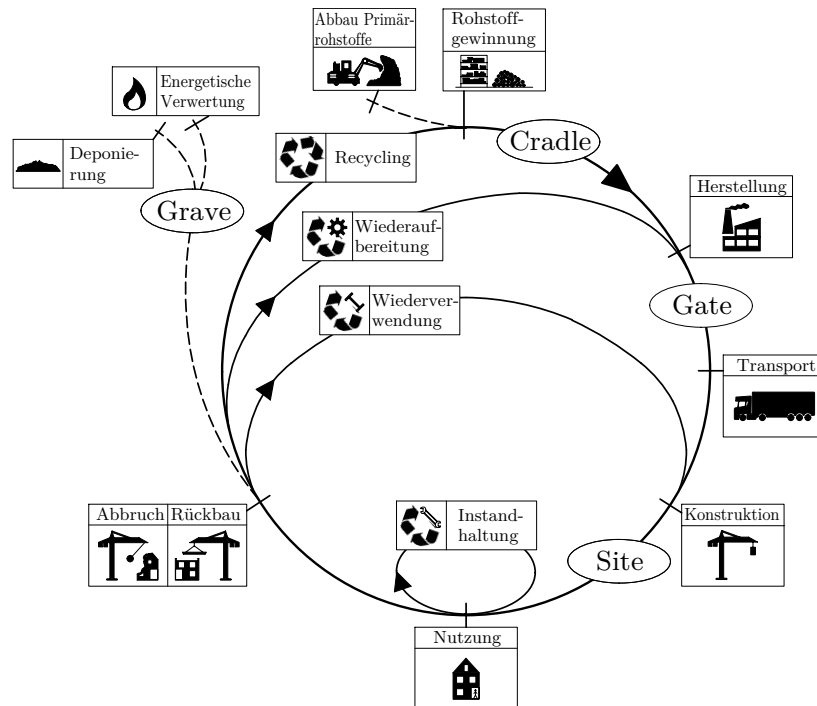 Abbau Primär-
rohstoffe
Rohstoff-
gewinnung
Energetische
Verwertung
Deponie-
rung
Recycling
Cradle
Grave
Herstellung
Wiederauf-
bereitung
Wiederver-
wendung
Gate
Transport
Abbruch
Rückbau
Instand-
haltung
Konstruktion
Site
Nutzung